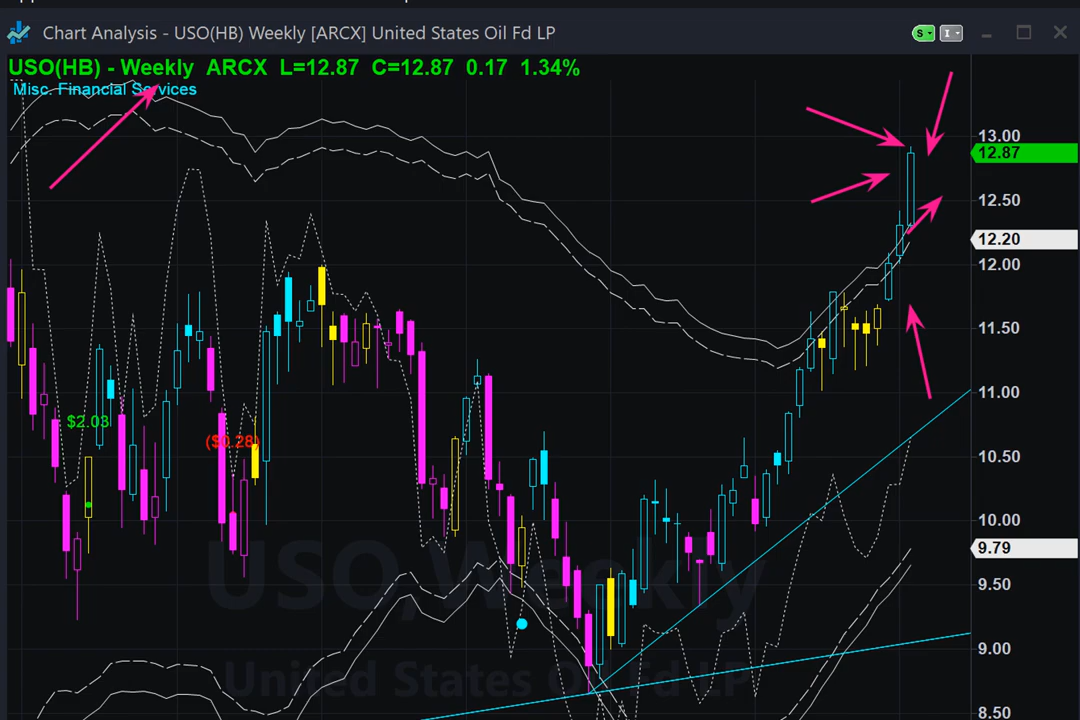 Chart Analysis - USO(HB) Weekly [ARCX] United States Oil Fd LP
S
I
USO(HB) - Weekly ARCX L=12.87 C=12.87 0.17 1.34%
Misc. Financial Services
13.00
12.87
12.50
12.20
12.00
11.50
11.00
$2.03
($0.28)
10.50
10.00
9.79
USO, Weekly
9.50
9.00
United States Oil Fd LP
8.50